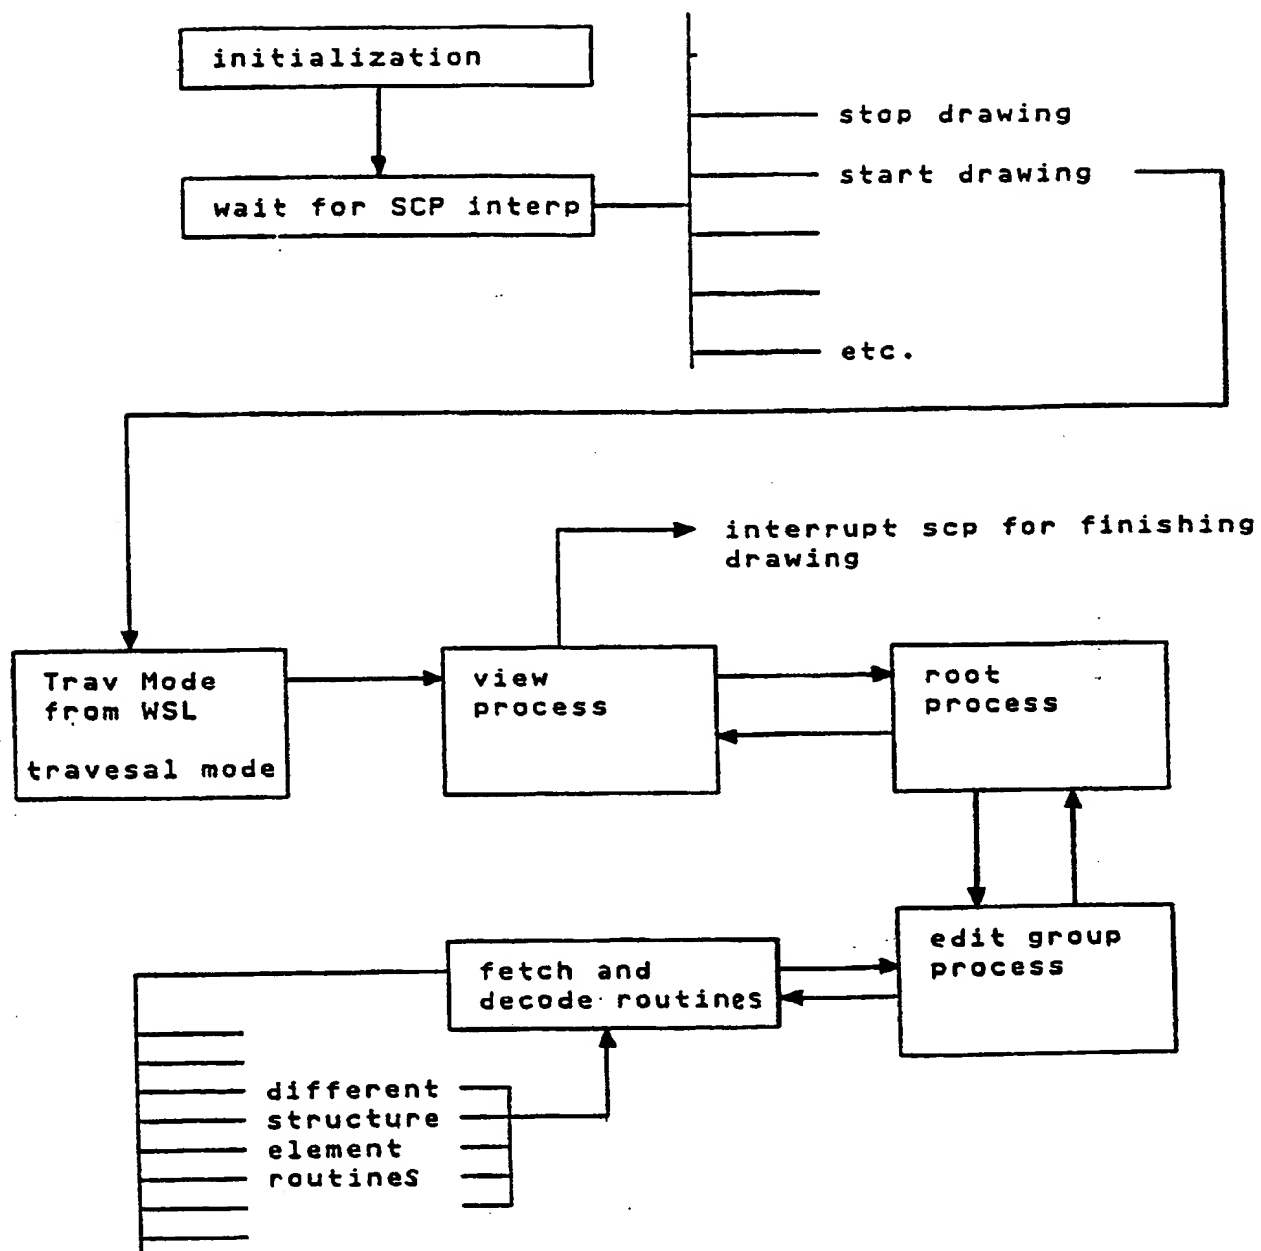 initialization
wait for SCP interp
stop drawing
start drawing
etc.
interrupt scp for finishing
drawing
Trav Mode
from WSL
travesal mode
view
process
root
process
edit group
process
fetch and
decode routines
different
structure
element
routines